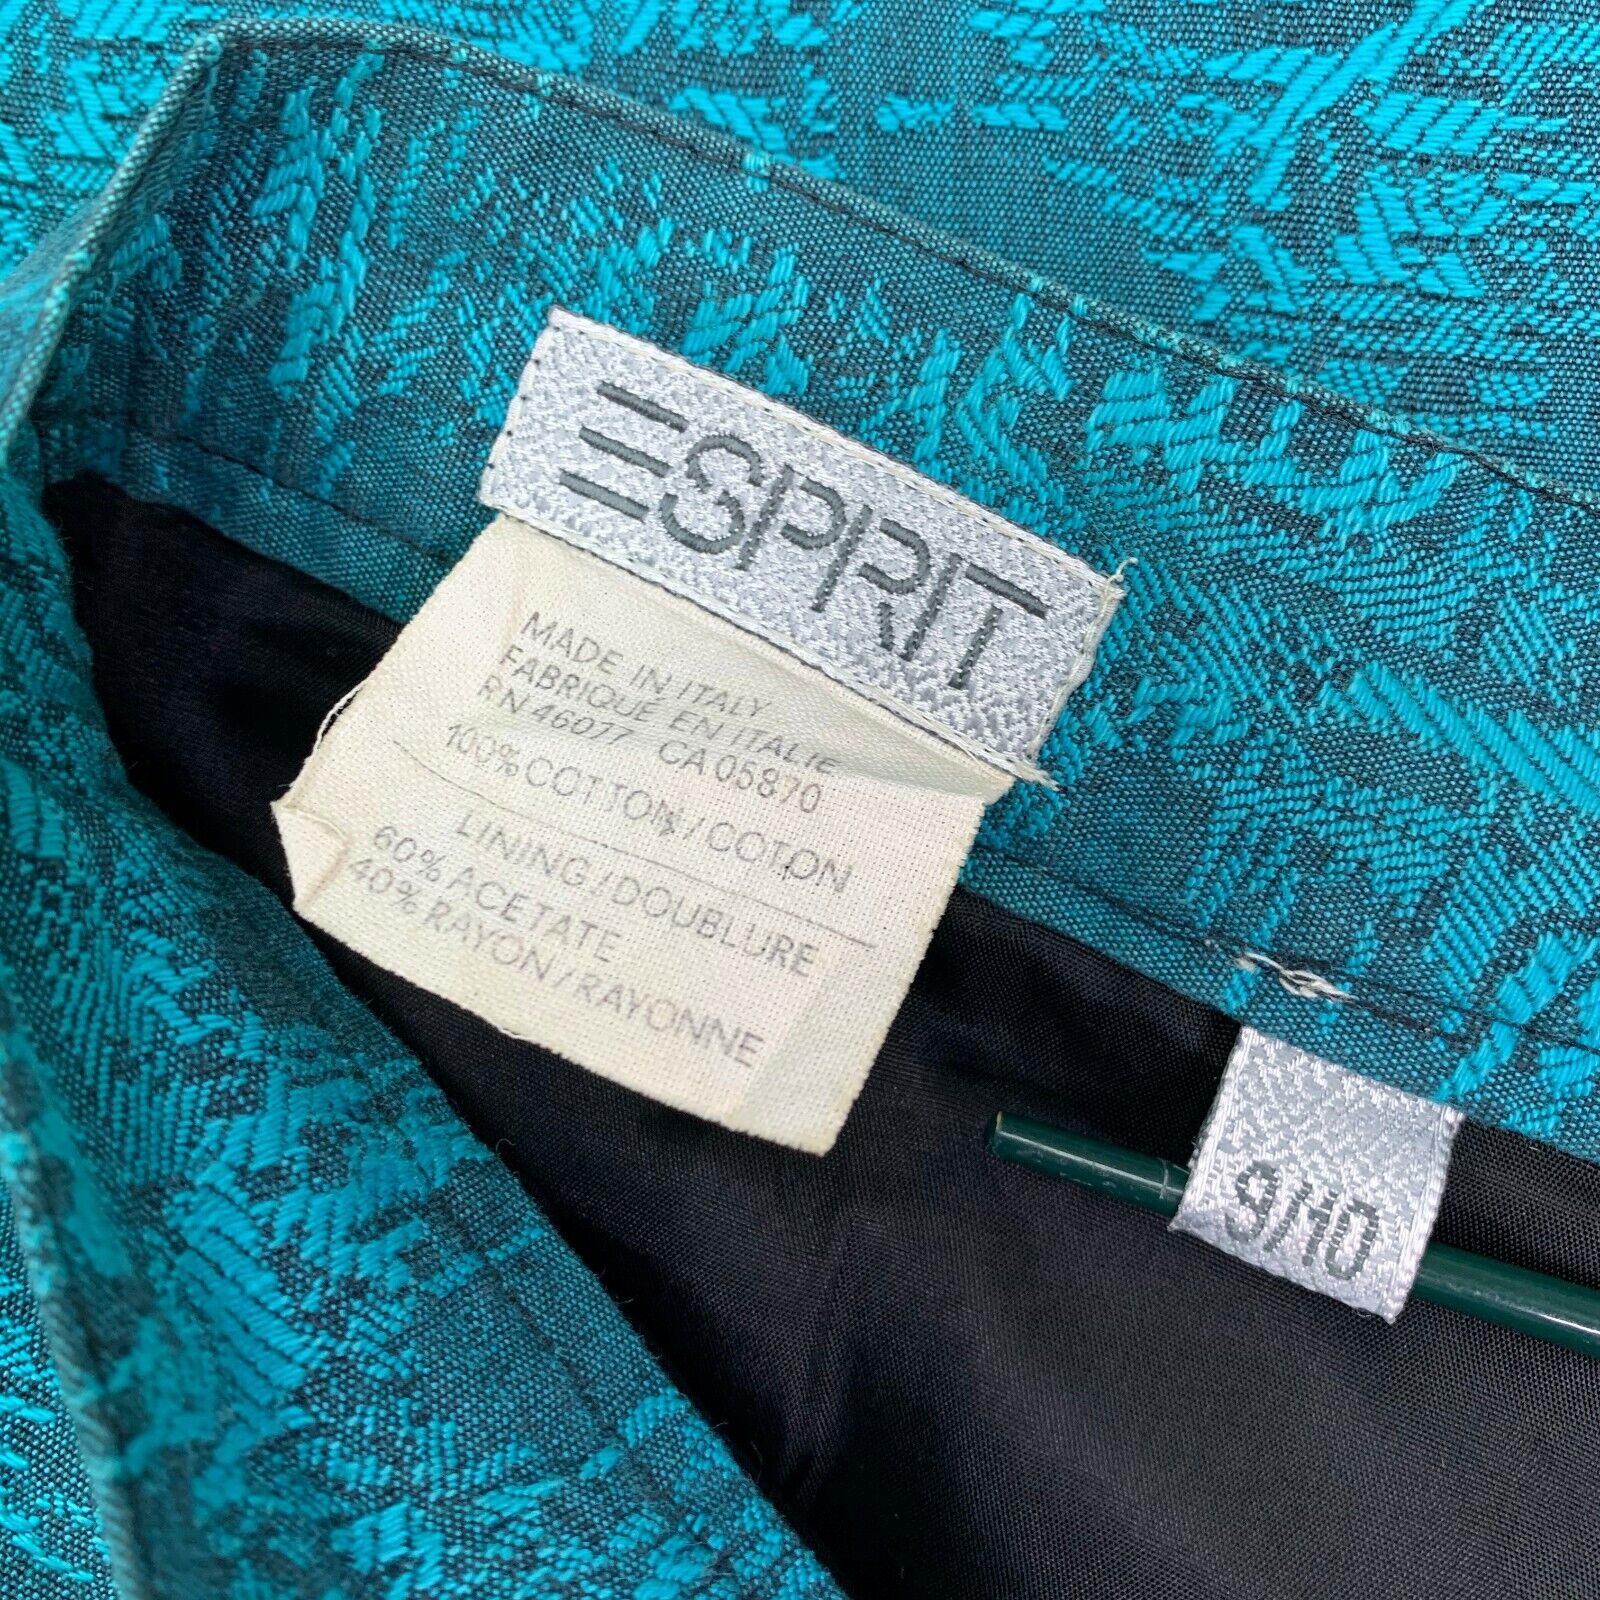 ESPRIT
MADE IN ITALY
FABRIQUE EN ITALIE
RN 46077 CA 05870
100% COTTON/COTON
LINING/DOUBLURE
60% ACETATE
40% RAYON/RAYONNE
9/10